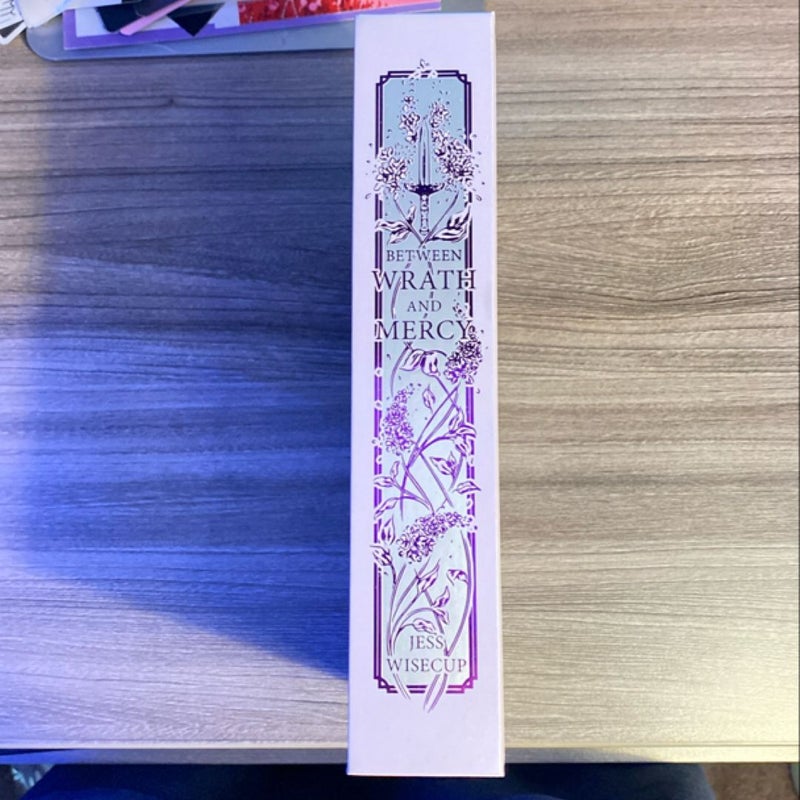 BETWEEN
WRATH
AND
MERCY
JESS
WISECUP